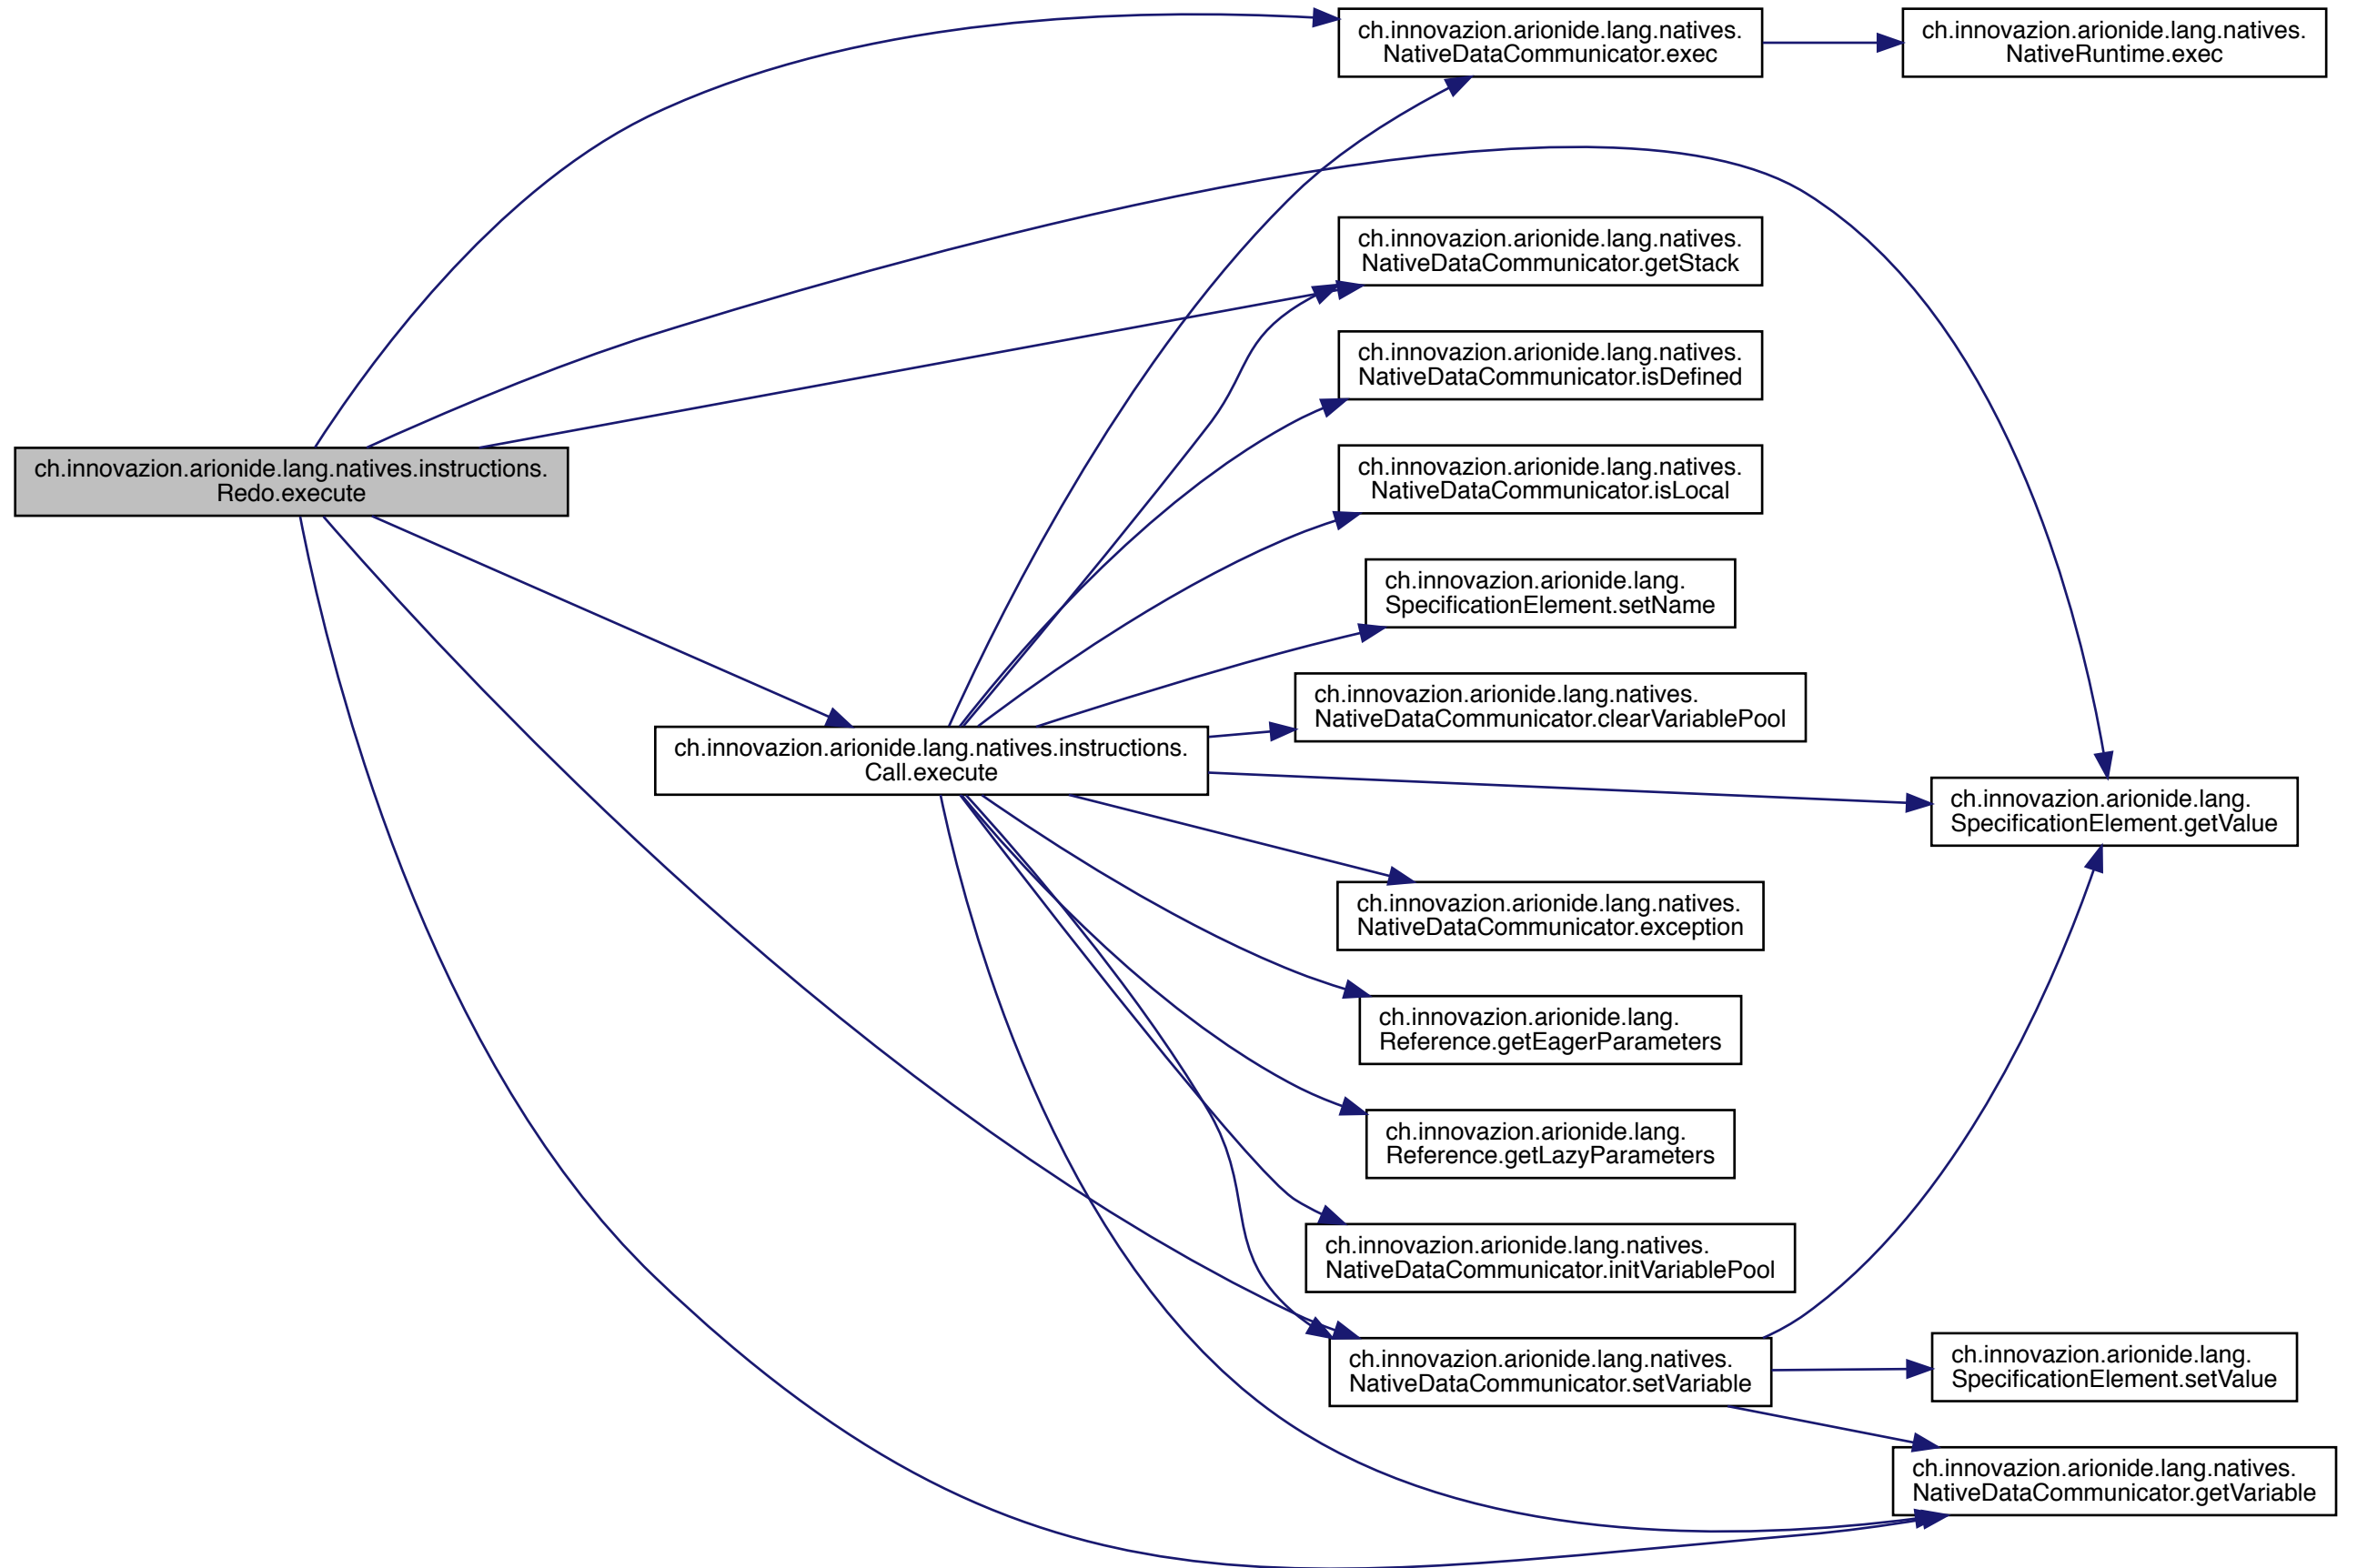 ch.innovazion.arionide.lang.natives.
NativeDataCommunicator.exec
ch.innovazion.arionide.lang.natives.
NativeRuntime.exec
ch.innovazion.arionide.lang.natives.
NativeDataCommunicator.getStack
ch.innovazion.arionide.lang.natives.
NativeDataCommunicator.isDefined
ch.innovazion.arionide.lang.natives.instructions.
Redo.execute
ch.innovazion.arionide.lang.natives.
NativeDataCommunicator.isLocal
ch.innovazion.arionide.lang.
SpecificationElement.setName
ch.innovazion.arionide.lang.natives.
NativeDataCommunicator.clearVariablePool
ch.innovazion.arionide.lang.natives.instructions.
Call.execute
ch.innovazion.arionide.lang.
SpecificationElement.getValue
ch.innovazion.arionide.lang.natives.
NativeDataCommunicator.exception
ch.innovazion.arionide.lang.
Reference.getEagerParameters
ch.innovazion.arionide.lang.
Reference.getLazyParameters
ch.innovazion.arionide.lang.natives.
NativeDataCommunicator.initVariablePool
ch.innovazion.arionide.lang.natives.
NativeDataCommunicator.setVariable
ch.innovazion.arionide.lang.
SpecificationElement.setValue
ch.innovazion.arionide.lang.natives.
NativeDataCommunicator.getVariable